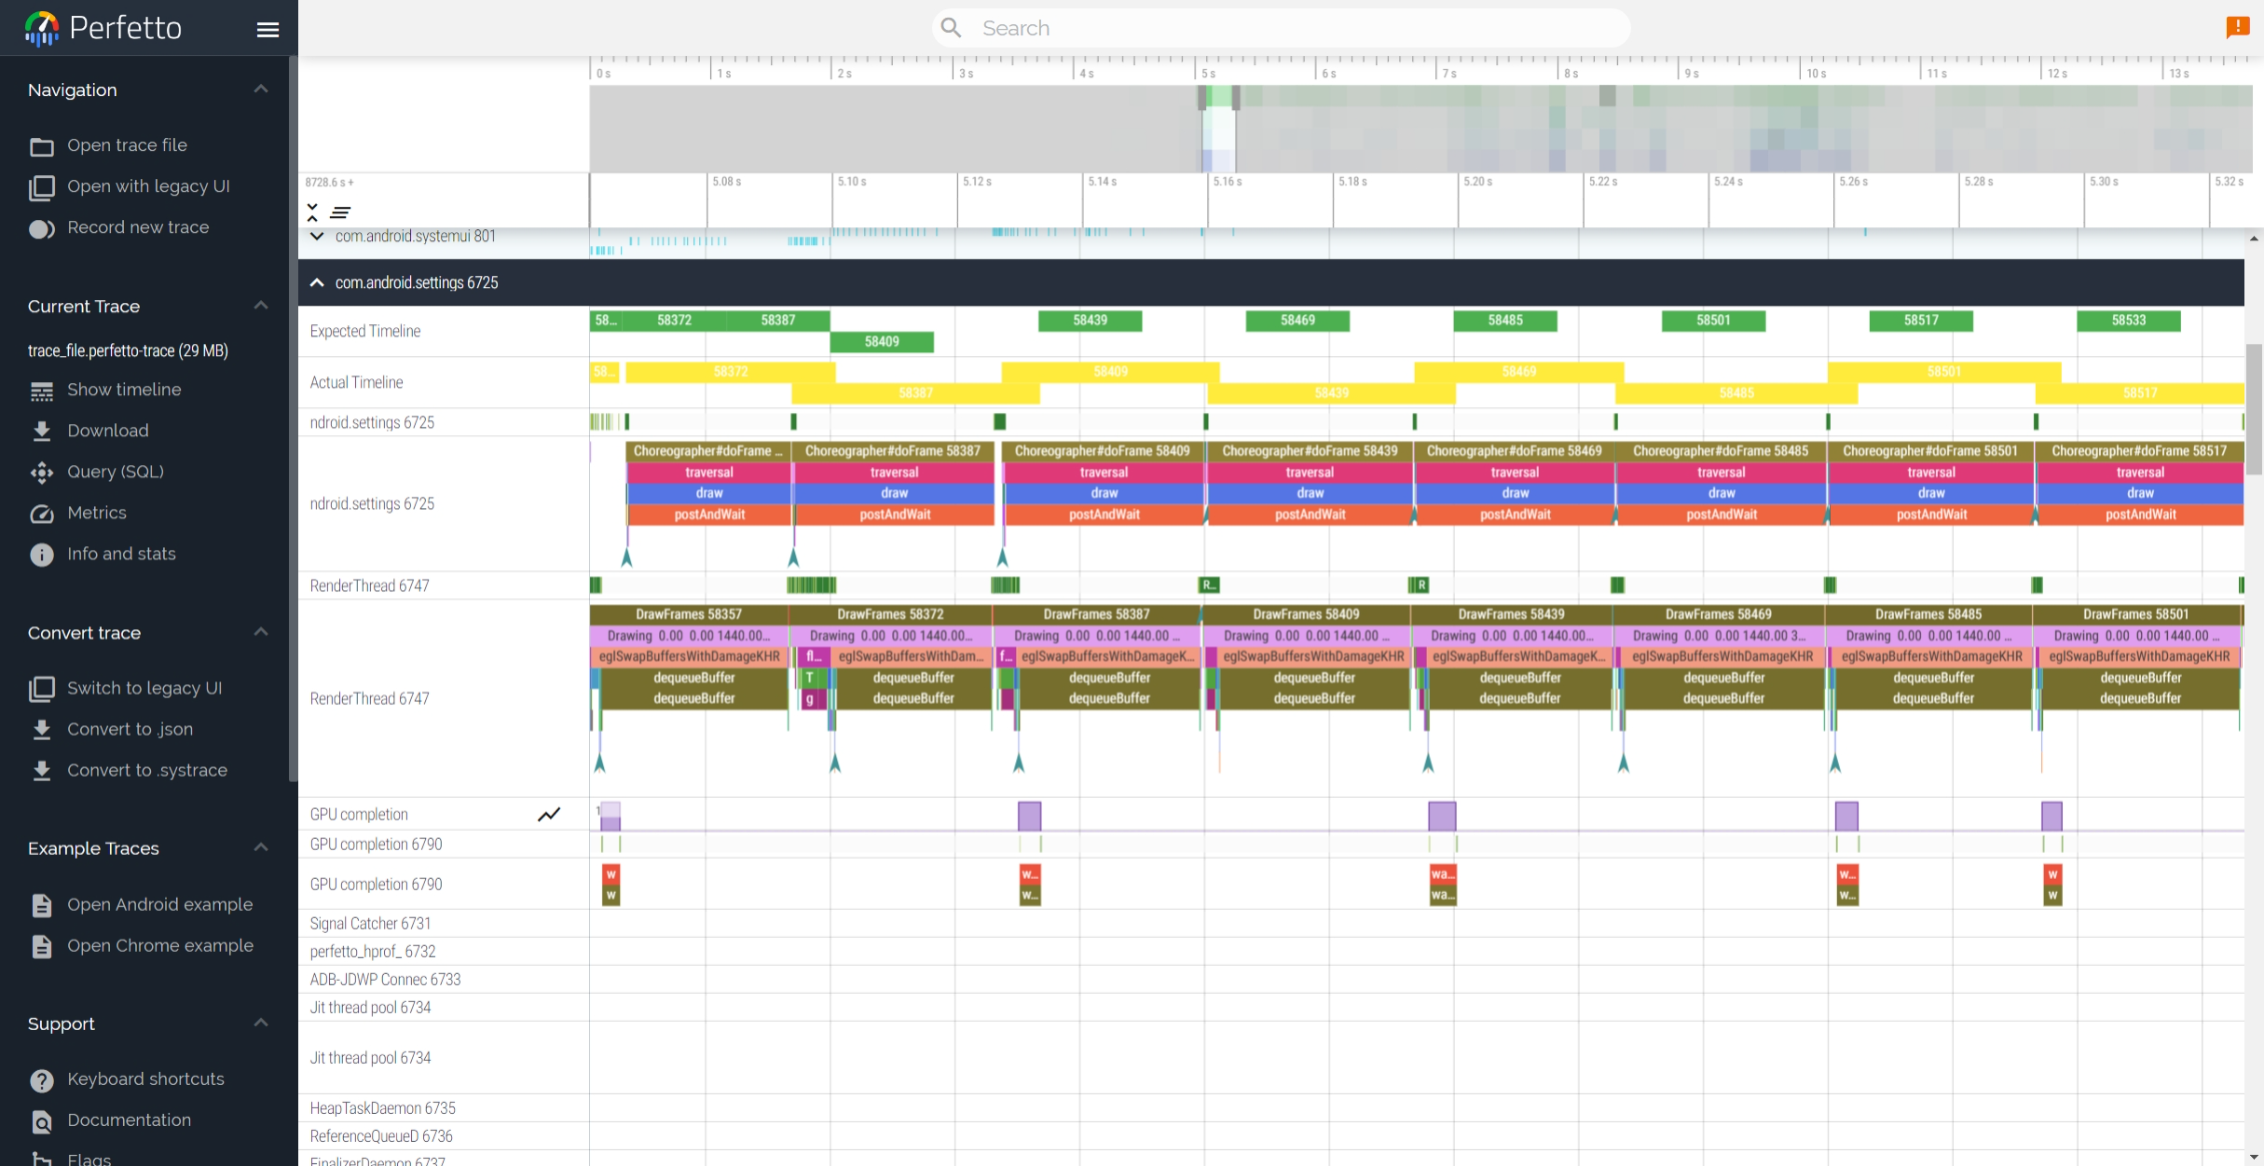 Perfetto
Search
Navigation
Open trace file
Open with legacy UI
Record new trace
Current Trace
trace_file.perfetto-trace (29 MB)
Show timeline
Download
Query (SQL)
Metrics
Info and stats
Convert trace
Switch to legacy UI
Convert to .json
Convert to .systrace
Example Traces
Open Android example
Open Chrome example
Support
Keyboard shortcuts
Documentation
Flags
0 s 1 s 2 s 3 s 4 s 5 s 6 s 7 s 8 s 9 s 10 s 11 s 12 s 13 s
8728.6 s + 5.08 s 5.10 s 5.12 s 5.14 s 5.16 s 5.18 s 5.20 s 5.22 s 5.24 s 5.26 s 5.28 s 5.30 s 5.32 s
com.android.systemui 801
com.android.settings 6725
Expected Timeline 58... 58372 58387 58439 58469 58485 58501 58517 58533
58409
Actual Timeline 58... 58372 58409 58469 58501
58387 58439 58485 58517
ndroid.settings 6725
ndroid.settings 6725
Choreographer#doFrame ... Choreographer#doFrame 58387 Choreographer#doFrame 58409 Choreographer#doFrame 58439 Choreographer#doFrame 58469 Choreographer#doFrame 58485 Choreographer#doFrame 58501 Choreographer#doFrame 58517
traversal traversal traversal traversal traversal traversal traversal traversal
draw draw draw draw draw draw draw draw
postAndWait postAndWait postAndWait postAndWait postAndWait postAndWait postAndWait postAndWait
RenderThread 6747 R... R
RenderThread 6747
DrawFrames 58357 DrawFrames 58372 DrawFrames 58387 DrawFrames 58409 DrawFrames 58439 DrawFrames 58469 DrawFrames 58485 DrawFrames 58501
Drawing 0.00 0.00 1440.00... Drawing 0.00 0.00 1440.00... Drawing 0.00 0.00 1440.00 ... Drawing 0.00 0.00 1440.00 ... Drawing 0.00 0.00 1440.00... Drawing 0.00 0.00 1440.00 3... Drawing 0.00 0.00 1440.00 ... Drawing 0.00 0.00 1440.00 ...
eglSwapBuffersWithDamageKHR fl... eglSwapBuffersWithDam... f... eglSwapBuffersWithDamageK... eglSwapBuffersWithDamageKHR eglSwapBuffersWithDamageK... eglSwapBuffersWithDamageKHR eglSwapBuffersWithDamageKHR eglSwapBuffersWithDamageKHR
dequeueBuffer T dequeueBuffer dequeueBuffer dequeueBuffer dequeueBuffer dequeueBuffer dequeueBuffer dequeueBuffer
dequeueBuffer g dequeueBuffer dequeueBuffer dequeueBuffer dequeueBuffer dequeueBuffer dequeueBuffer dequeueBuffer
GPU completion 1
GPU completion 6790
GPU completion 6790
w w... wa... w... w
w w... wa... w... w
Signal Catcher 6731
perfetto_hprof_ 6732
ADB-JDWP Connec 6733
Jit thread pool 6734
Jit thread pool 6734
HeapTaskDaemon 6735
ReferenceQueueD 6736
FinalizerDaemon 6737